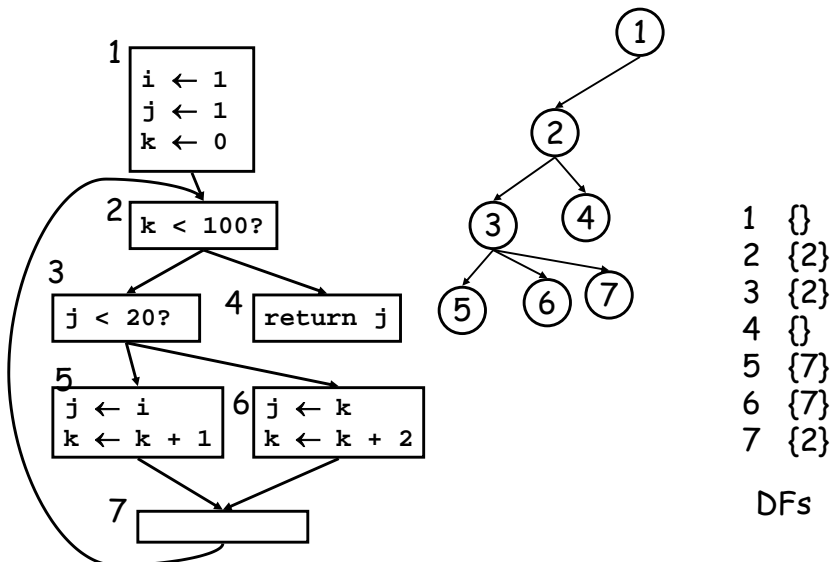 1
i ← 1
j ← 1
k ← 0
2
k < 100?
3
j < 20?
4
return j
5
j ← i
k ← k + 1
6
j ← k
k ← k + 2
7
1
2
3
4
5
6
7
1 {}
2 {2}
3 {2}
4 {}
5 {7}
6 {7}
7 {2}
DFs